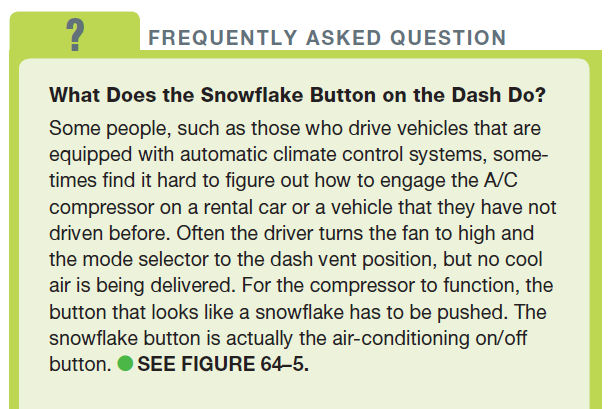 ?
FREQUENTLY ASKED QUESTION
What Does the Snowflake Button on the Dash Do?
Some people, such as those who drive vehicles that are
equipped with automatic climate control systems, some-
times find it hard to figure out how to engage the A/C
compressor on a rental car or a vehicle that they have not
driven before. Often the driver turns the fan to high and
the mode selector to the dash vent position, but no cool
air is being delivered. For the compressor to function, the
button that looks like a snowflake has to be pushed. The
snowflake button is actually the air-conditioning on/off
button. ● SEE FIGURE 64–5.